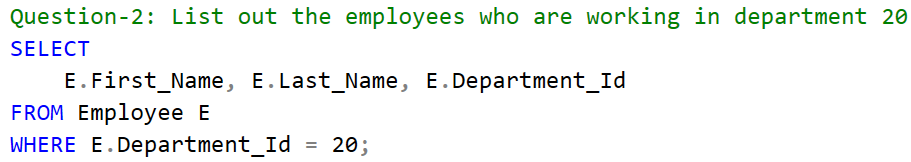 Question-2: List out the employees who are working in department 20
SELECT
    E.First_Name, E.Last_Name, E.Department_Id
FROM Employee E
WHERE E.Department_Id = 20;